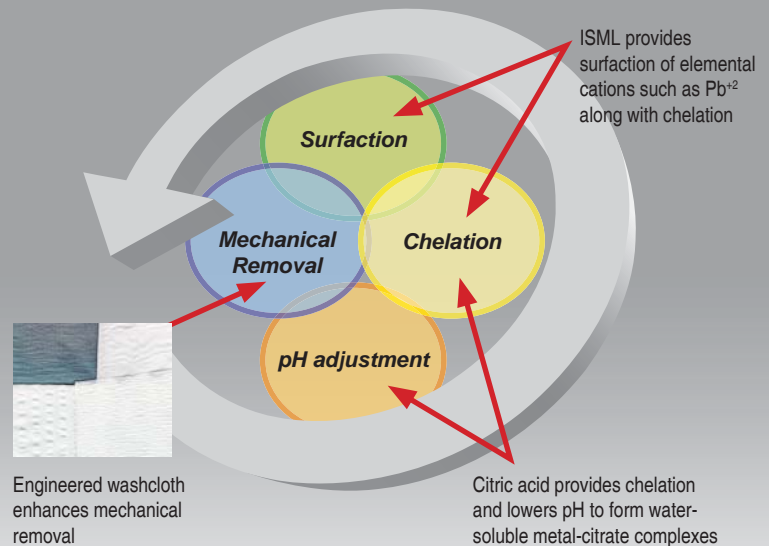 ISML provides
surfaction of elemental
cations such as Pb⁺²
along with chelation
Surfaction
Mechanical
Removal
Chelation
pH adjustment
Engineered washcloth
enhances mechanical
removal
Citric acid provides chelation
and lowers pH to form water-
soluble metal-citrate complexes